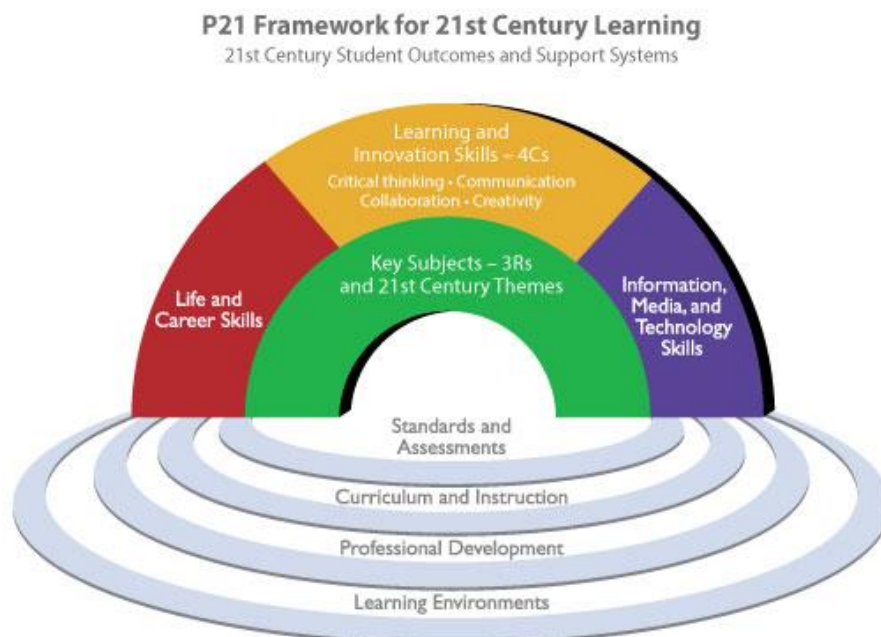 P21 Framework for 21st Century Learning
21st Century Student Outcomes and Support Systems
Learning and
Innovation Skills – 4Cs
Critical thinking • Communication
Collaboration • Creativity
Key Subjects – 3Rs
and 21st Century Themes
Life and
Career Skills
Information,
Media, and
Technology
Skills
Standards and
Assessments
Curriculum and Instruction
Professional Development
Learning Environments